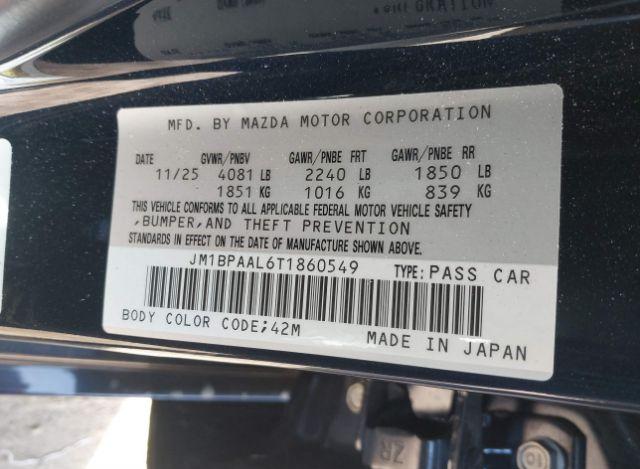 MFD. BY MAZDA MOTOR CORPORATION
DATE GVWR/PNBV GAWR/PNBE FRT GAWR/PNBE RR
11/25 4081 LB 2240 LB 1850 LB
1851 KG 1016 KG 839 KG
THIS VEHICLE CONFORMS TO ALL APPLICABLE FEDERAL MOTOR VEHICLE SAFETY
,BUMPER,AND THEFT PREVENTION
STANDARDS IN EFFECT ON THE DATE OF MANUFACTURE SHOWN ABOVE.
JM1BPAAL6T1860549 TYPE:PASS CAR
BODY COLOR CODE;42M MADE IN JAPAN
ZR 10